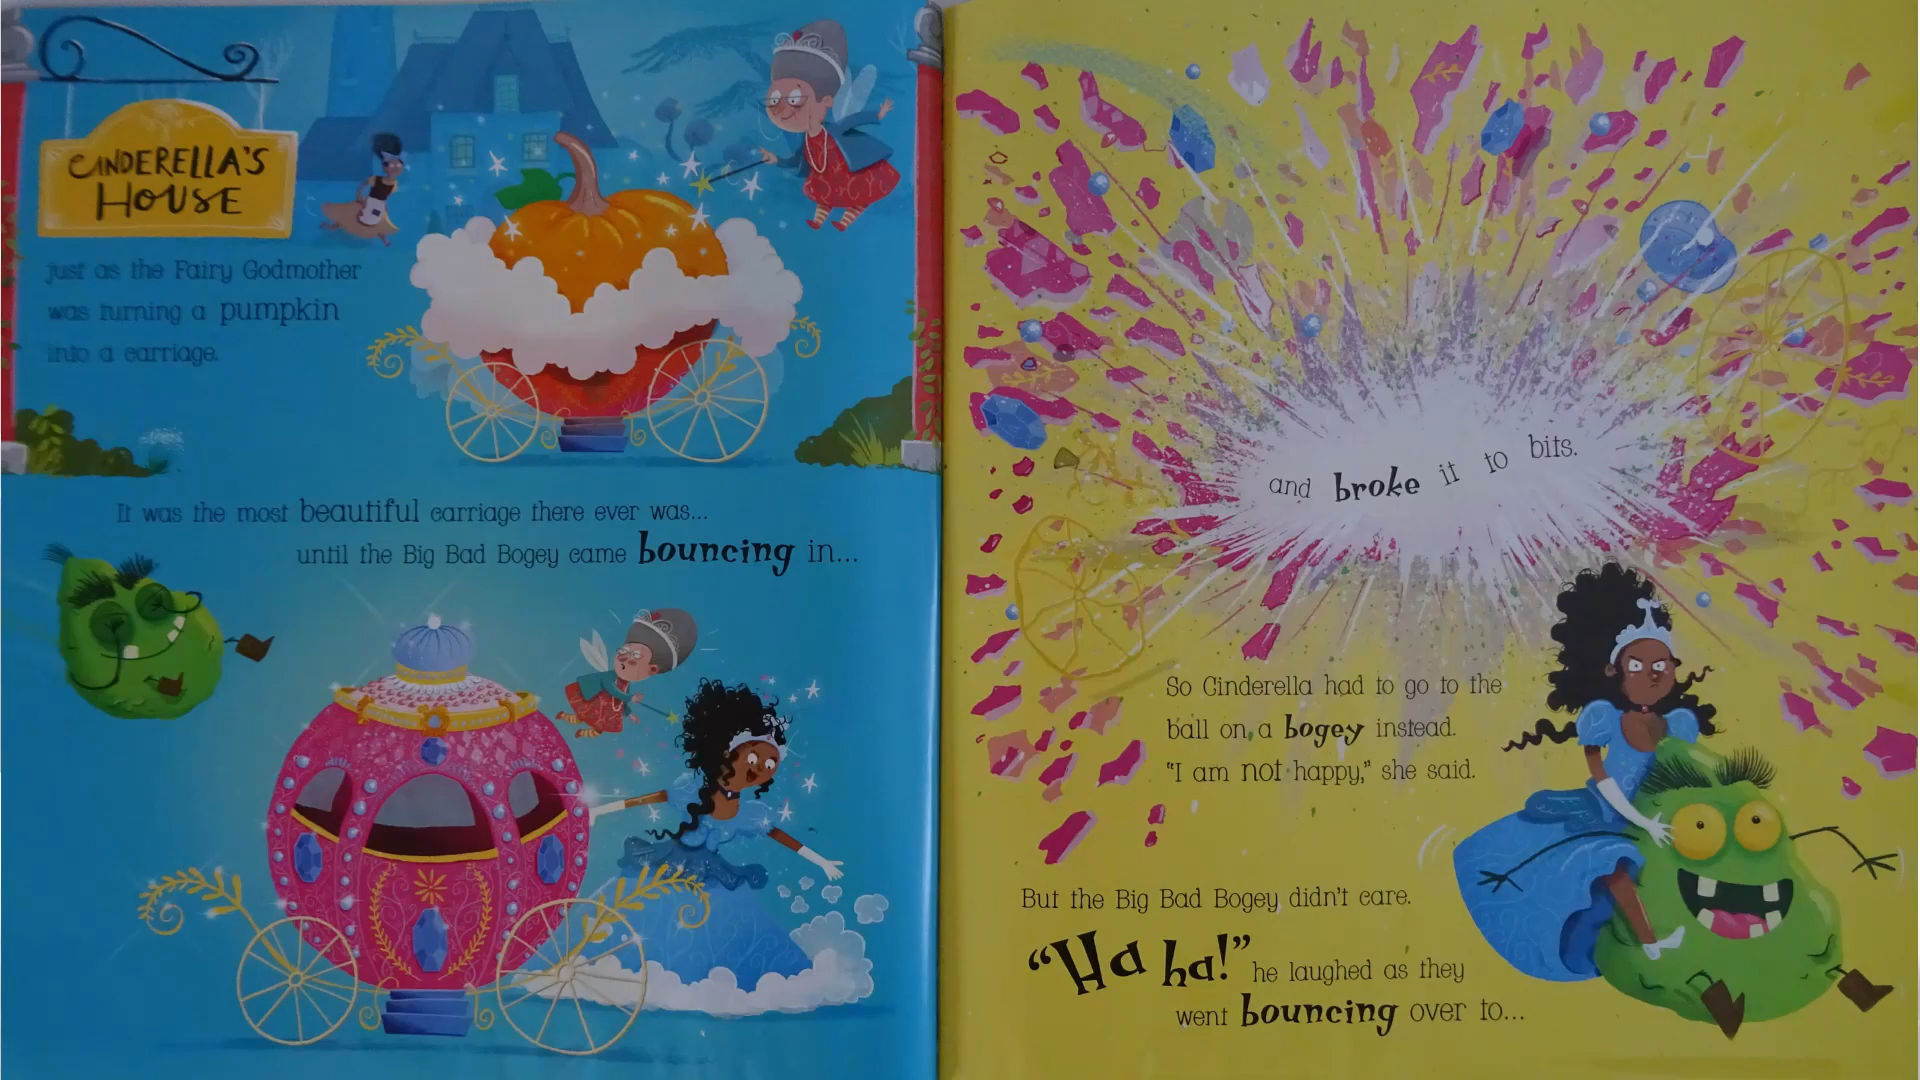 CINDERELLA'S
HOUSE
just as the Fairy Godmother
was turning a pumpkin
into a carriage.
It was the most beautiful carriage there ever was...
until the Big Bad Bogey came bouncing in...
and broke it to bits.
So Cinderella had to go to the
ball on a bogey instead.
"I am not happy," she said.
But the Big Bad Bogey didn't care.
"Ha ha!" he laughed as they
went bouncing over to...